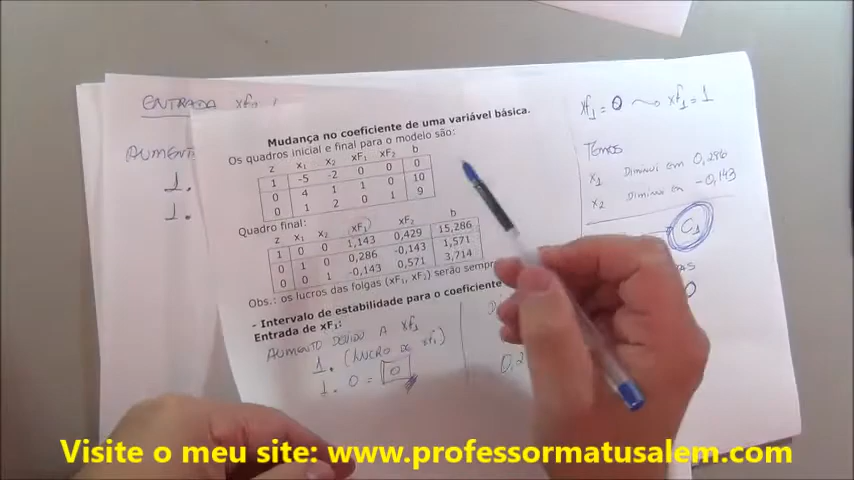 ENTRADA xf1
AUMENT
1.
1.
Mudança no coeficiente de uma variável básica.
Os quadros inicial e final para o modelo são:
z x1 x2 xF1 xF2 b
1 -5 -2 0 0 0
0 4 1 1 0 10
0 1 2 0 1 9
Quadro final:
z x1 x2 xF1 xF2 b
1 0 0 1,143 0,429 15,286
0 1 0 0,286 -0,143 1,571
0 0 1 -0,143 0,571 3,714
Obs.: os lucros das folgas (xF1, xF2) serão sempre
- Intervalo de estabilidade para o coeficiente
Entrada de xF1:
AUMENTO DEVIDO A xf1
1. (LUCRO DE xf1)
1. 0 = 0
0,2
xf1 = 0 → xf1 = 1
TEMOS
x1 DIMINUI EM 0,286
x2 DIMINUI EM -0,143
C1
0
Visite o meu site: www.professormatusalem.com